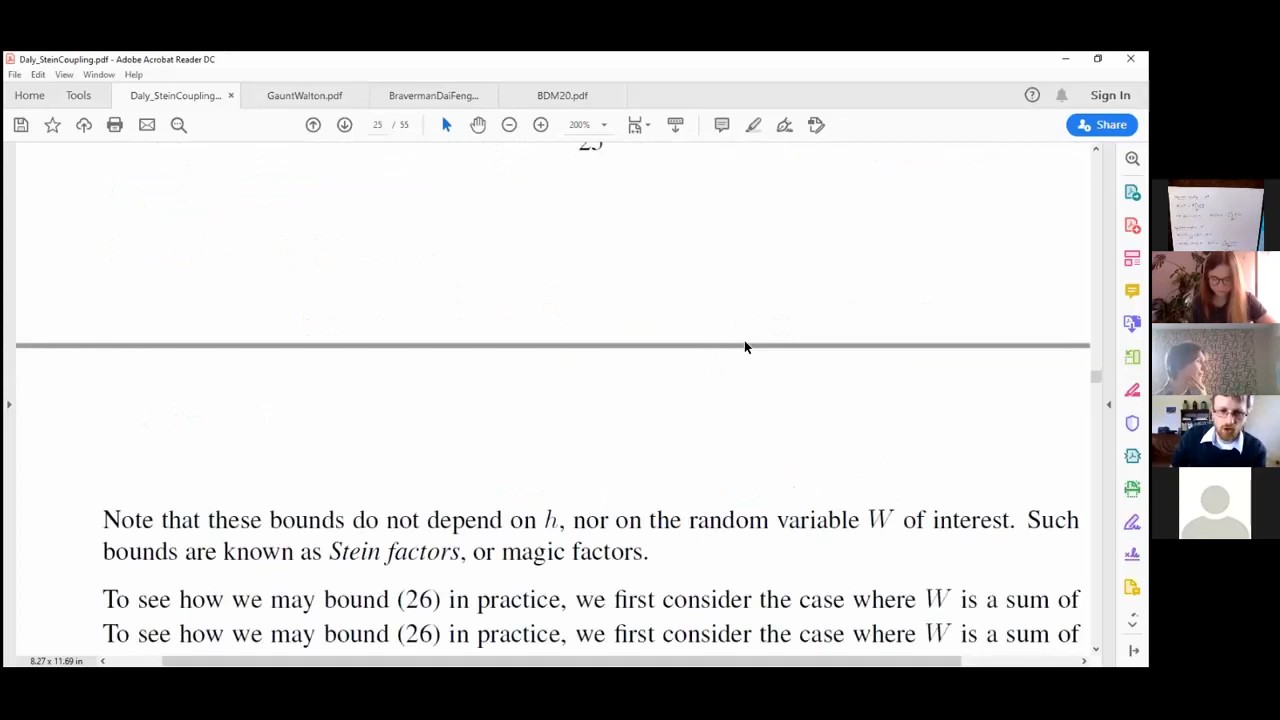 Daly_SteinCoupling.pdf - Adobe Acrobat Reader DC
File Edit View Window Help
Home Tools Daly_SteinCoupling... × GauntWalton.pdf BravermanDaiFeng... BDM20.pdf Sign In
25 / 55 200% Share
25
Note that these bounds do not depend on h, nor on the random variable W of interest. Such
bounds are known as Stein factors, or magic factors.
To see how we may bound (26) in practice, we first consider the case where W is a sum of
To see how we may bound (26) in practice, we first consider the case where W is a sum of
8.27 x 11.69 in